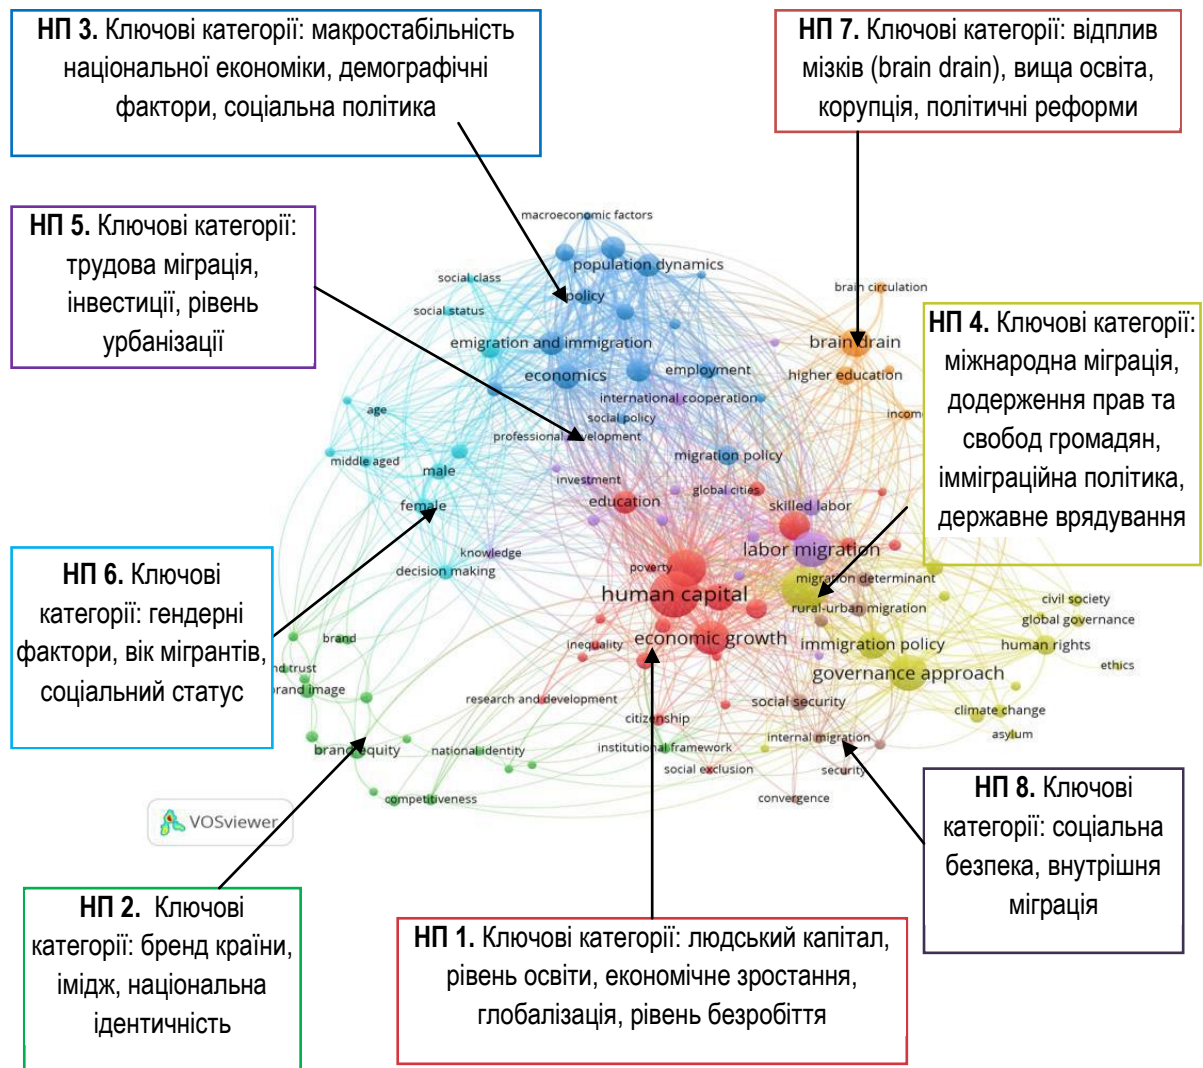 НП 3. Ключові категорії: макростабільність
національної економіки, демографічні
фактори, соціальна політика
НП 7. Ключові категорії: відплив
мізків (brain drain), вища освіта,
корупція, політичні реформи
НП 5. Ключові категорії:
трудова міграція,
інвестиції, рівень
урбанізації
НП 4. Ключові категорії:
міжнародна міграція,
додерження прав та
свобод громадян,
імміграційна політика,
державне врядування
macroeconomic factors
population dynamics
social class
policy
brain circulation
social status
emigration and immigration
brain drain
economics
employment
higher education
international cooperation
age
social policy
income
professional development
middle aged
male
migration policy
investment
global cities
education
skilled labor
female
knowledge
labor migration
decision making
poverty
migration determinant
human capital
rural-urban migration
civil society
global governance
brand
inequality
economic growth
immigration policy
human rights
nd trust
governance approach
ethics
brand image
research and development
social security
climate change
citizenship
asylum
brand equity
national identity
institutional framework
internal migration
social exclusion
security
competitiveness
convergence
НП 6. Ключові
категорії: гендерні
фактори, вік мігрантів,
соціальний статус
VOSviewer
НП 8. Ключові
категорії: соціальна
безпека, внутрішня
міграція
НП 2. Ключові
категорії: бренд країни,
імідж, національна
ідентичність
НП 1. Ключові категорії: людський капітал,
рівень освіти, економічне зростання,
глобалізація, рівень безробіття